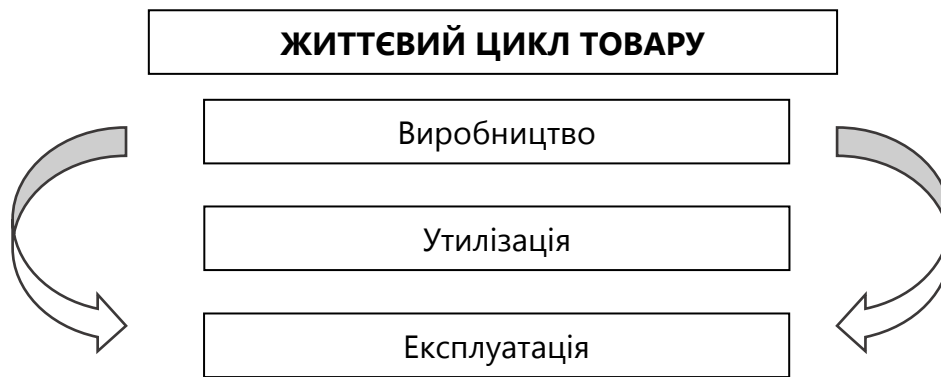 ЖИТТЄВИЙ ЦИКЛ ТОВАРУ
Виробництво
Утилізація
Експлуатація